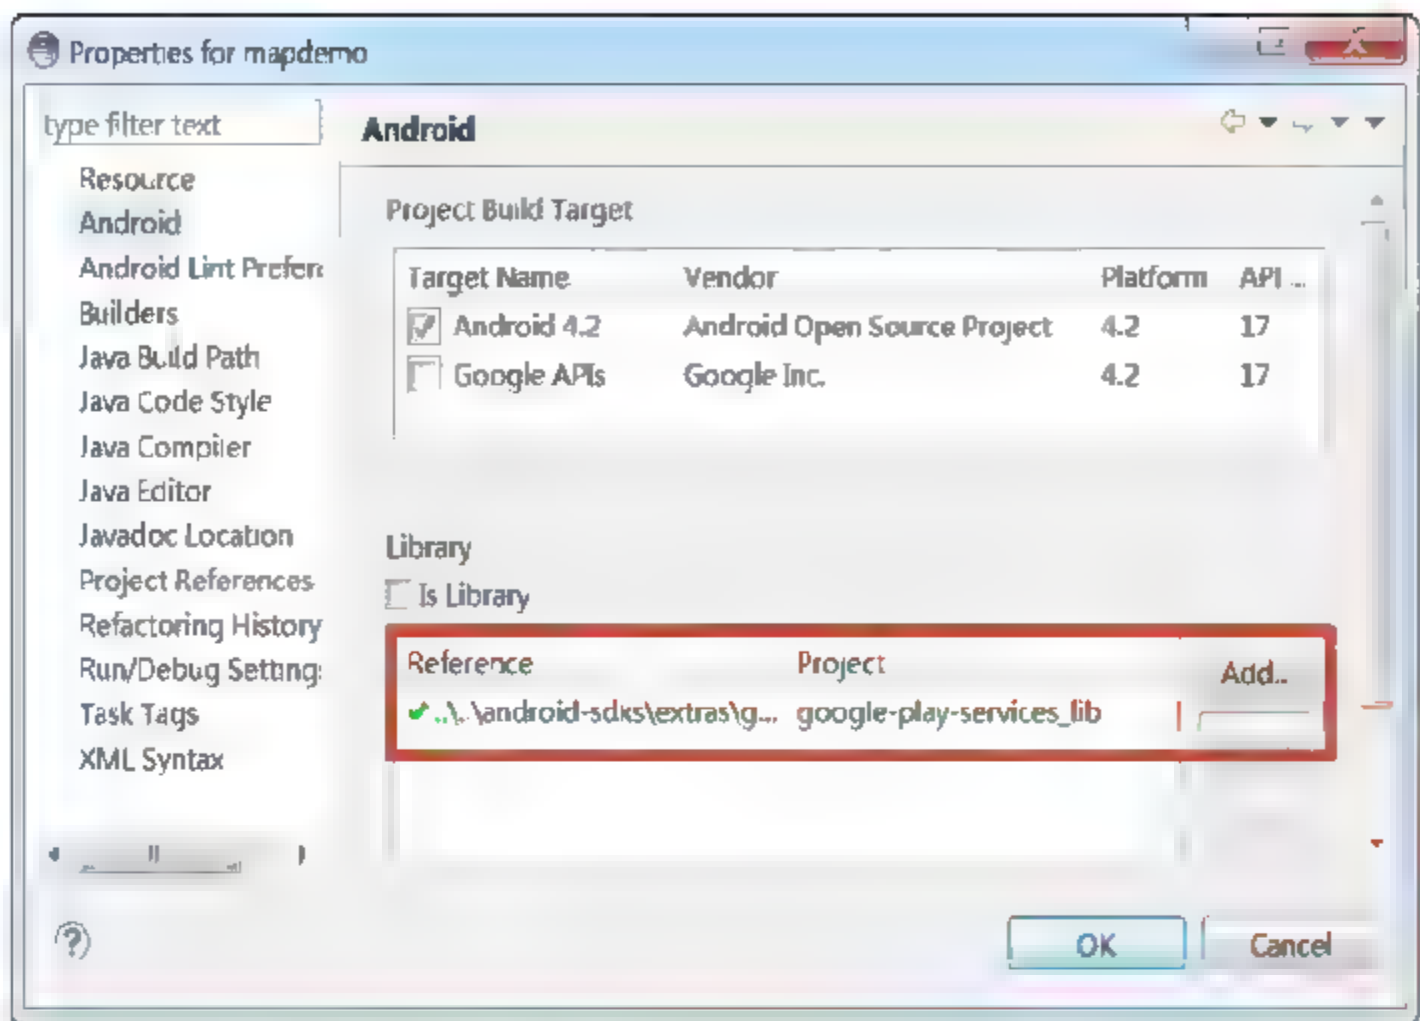 Properties for mapdemo
type filter text
Resource
Android
Android Lint Prefere
Builders
Java Build Path
Java Code Style
Java Compiler
Java Editor
Javadoc Location
Project References
Refactoring History
Run/Debug Settings
Task Tags
XML Syntax
Android
Project Build Target
Target Name Vendor Platform API ...
Android 4.2 Android Open Source Project 4.2 17
Google APIs Google Inc. 4.2 17
Library
Is Library
Reference Project Add...
..\..\android-sdks\extras\g... google-play-services_lib
OK Cancel